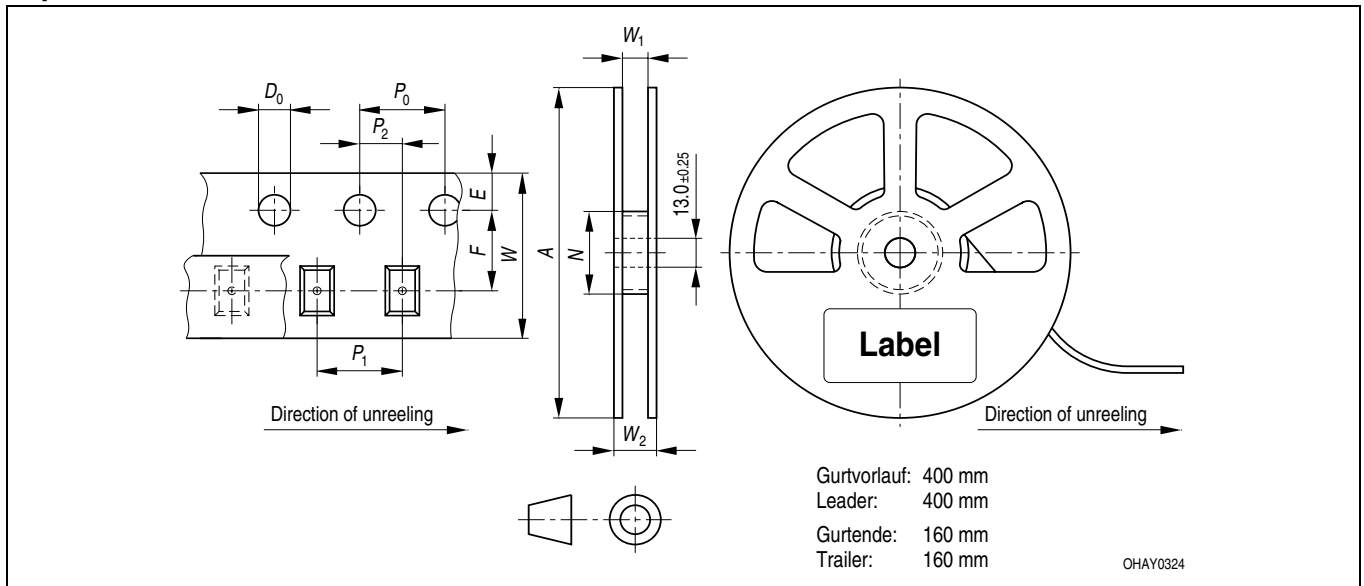 W₁
D₀
P₀
P₂
E
F
W
A
N
13.0±0.25
Label
P₁
Direction of unreeling
W₂
Direction of unreeling
Gurtvorlauf: 400 mm
Leader: 400 mm
Gurtende: 160 mm
Trailer: 160 mm
OHAY0324